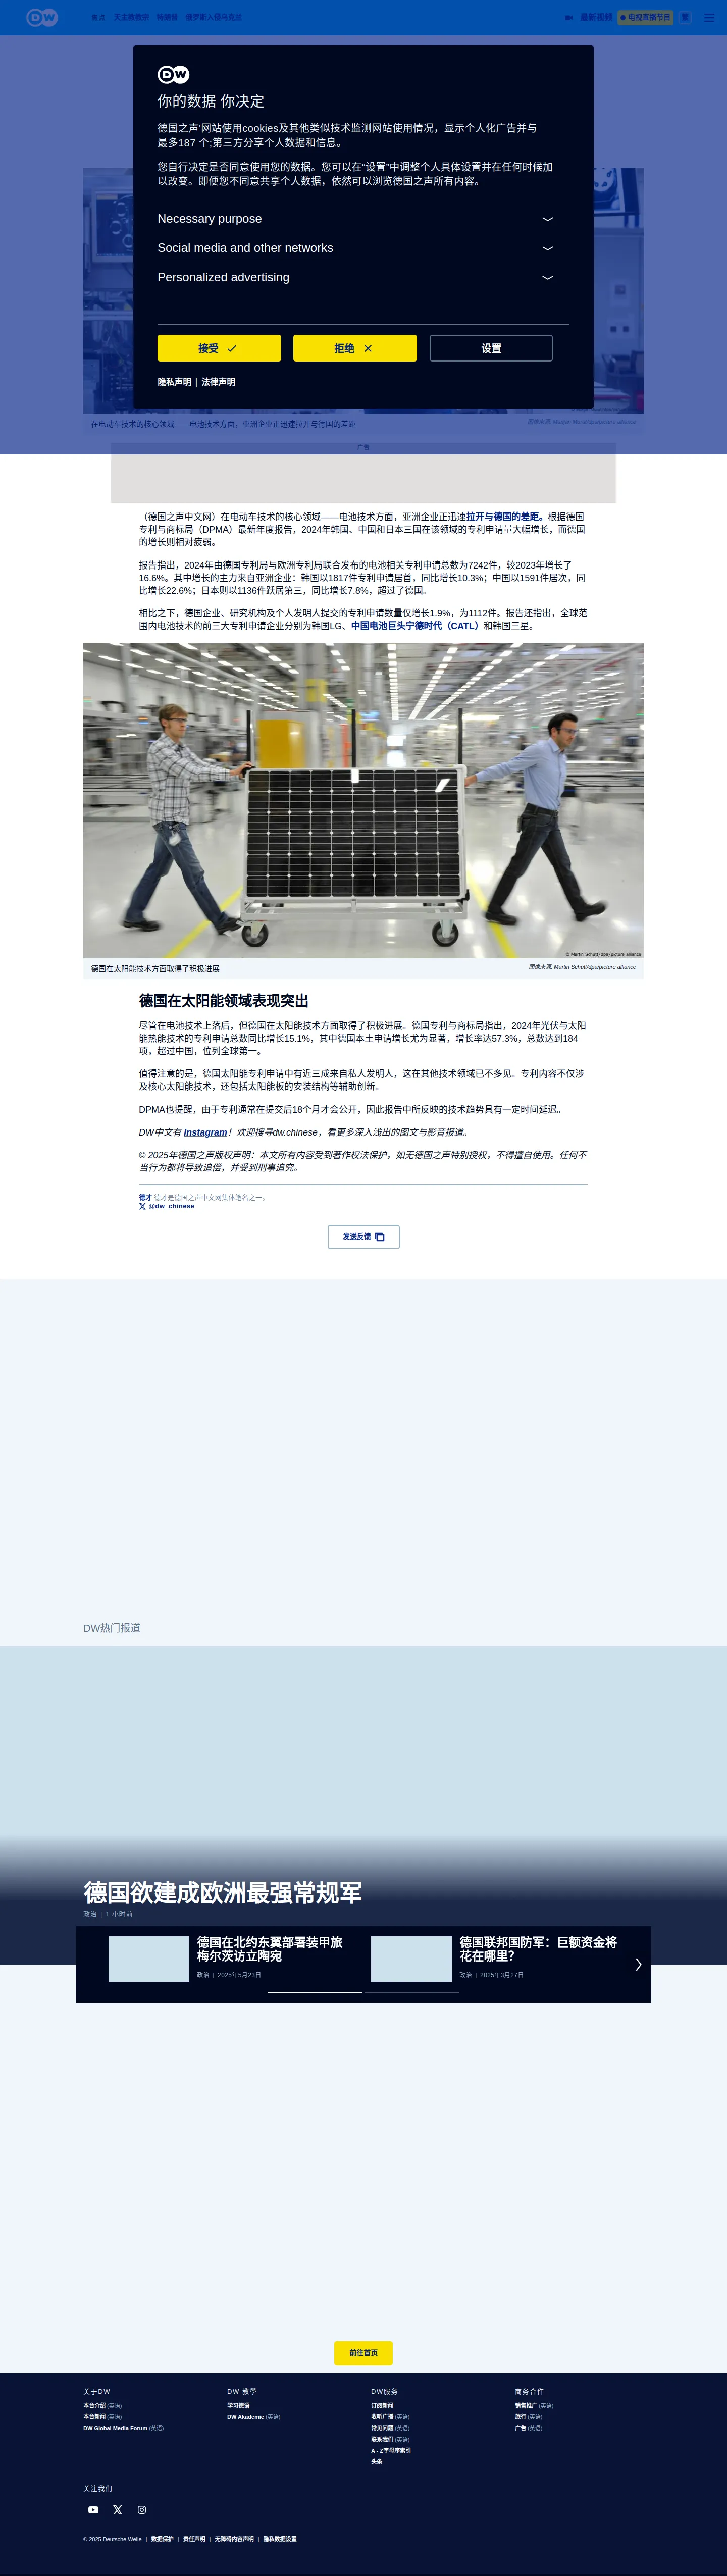 DW
焦点 天主教教宗 特朗普 俄罗斯入侵乌克兰
最新视频 电视直播节目 繁
DW
你的数据 你决定
德国之声'网站使用cookies及其他类似技术监测网站使用情况，显示个人化广告并与
最多187 个;第三方分享个人数据和信息。
您自行决定是否同意使用您的数据。您可以在“设置”中调整个人具体设置并在任何时候加
以改变。即便您不同意共享个人数据，依然可以浏览德国之声所有内容。
Necessary purpose
Social media and other networks
Personalized advertising
接受 拒绝 设置
隐私声明 | 法律声明
在电动车技术的核心领域——电池技术方面，亚洲企业正迅速拉开与德国的差距
广告
（德国之声中文网）在电动车技术的核心领域——电池技术方面，亚洲企业正迅速拉开与德国的差距。根据德国
专利与商标局（DPMA）最新年度报告，2024年韩国、中国和日本三国在该领域的专利申请量大幅增长，而德国
的增长则相对疲弱。
报告指出，2024年由德国专利局与欧洲专利局联合发布的电池相关专利申请总数为7242件，较2023年增长了
16.6%。其中增长的主力来自亚洲企业：韩国以1817件专利申请居首，同比增长10.3%；中国以1591件居次，同
比增长22.6%；日本则以1136件跃居第三，同比增长7.8%，超过了德国。
相比之下，德国企业、研究机构及个人发明人提交的专利申请数量仅增长1.9%，为1112件。报告还指出，全球范
围内电池技术的前三大专利申请企业分别为韩国LG、中国电池巨头宁德时代（CATL）和韩国三星。
© Martin Schutt/dpa/picture alliance
德国在太阳能技术方面取得了积极进展
图像来源: Martin Schutt/dpa/picture alliance
德国在太阳能领域表现突出
尽管在电池技术上落后，但德国在太阳能技术方面取得了积极进展。德国专利与商标局指出，2024年光伏与太阳
能热能技术的专利申请总数同比增长15.1%，其中德国本土申请增长尤为显著，增长率达57.3%，总数达到184
项，超过中国，位列全球第一。
值得注意的是，德国太阳能专利申请中有近三成来自私人发明人，这在其他技术领域已不多见。专利内容不仅涉
及核心太阳能技术，还包括太阳能板的安装结构等辅助创新。
DPMA也提醒，由于专利通常在提交后18个月才会公开，因此报告中所反映的技术趋势具有一定时间延迟。
DW中文有 Instagram！欢迎搜寻dw.chinese，看更多深入浅出的图文与影音报道。
© 2025年德国之声版权声明：本文所有内容受到著作权法保护，如无德国之声特别授权，不得擅自使用。任何不
当行为都将导致追偿，并受到刑事追究。
德才 德才是德国之声中文网集体笔名之一。
@dw_chinese
发送反馈
DW热门报道
德国欲建成欧洲最强常规军
政治 | 1 小时前
德国在北约东翼部署装甲旅
梅尔茨访立陶宛
政治 | 2025年5月23日
德国联邦国防军：巨额资金将
花在哪里？
政治 | 2025年3月27日
前往首页
关于DW
本台介绍 (英语)
本台新闻 (英语)
DW Global Media Forum (英语)
DW 教學
学习德语
DW Akademie (英语)
DW服务
订阅新闻
收听广播 (英语)
常见问题 (英语)
联系我们 (英语)
A - Z字母序索引
头条
商务合作
销售推广 (英语)
旅行 (英语)
广告 (英语)
关注我们
© 2025 Deutsche Welle | 数据保护 | 责任声明 | 无障碍内容声明 | 隐私数据设置